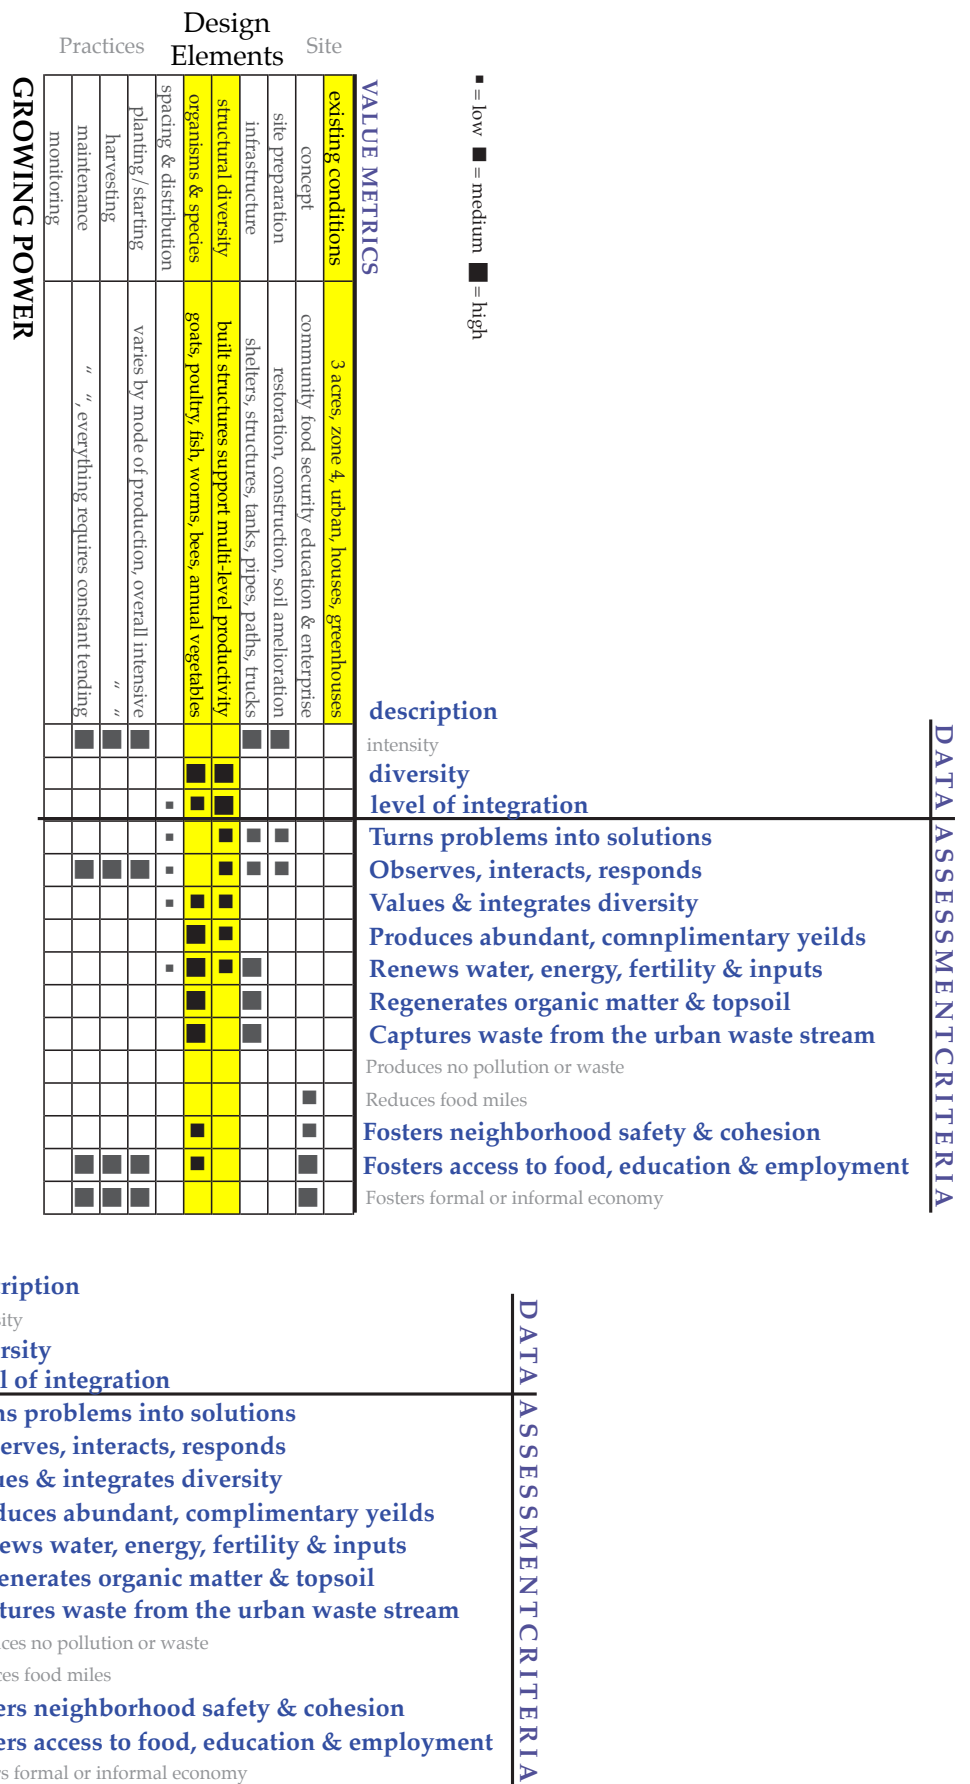 Practices
Design
Elements
Site
GROWING POWER
monitoring
maintenance
harvesting
planting/starting
spacing & distribution
organisms & species
structural diversity
infrastructure
site preparation
concept
existing conditions
VALUE METRICS
▪ = low ■ = medium ■ = high
“ “, everything requires constant tending
“ “
varies by mode of production, overall intensive
goats, poultry, fish, worms, bees, annual vegetables
built structures support multi-level productivity
shelters, structures, tanks, pipes, paths, trucks
restoration, construction, soil amelioration
community food security education & enterprise
3 acres, zone 4, urban, houses, greenhouses
description
intensity
diversity
level of integration
Turns problems into solutions
Observes, interacts, responds
Values & integrates diversity
Produces abundant, comnplimentary yeilds
Renews water, energy, fertility & inputs
Regenerates organic matter & topsoil
Captures waste from the urban waste stream
Produces no pollution or waste
Reduces food miles
Fosters neighborhood safety & cohesion
Fosters access to food, education & employment
Fosters formal or informal economy
DATA ASSESSMENT CRITERIA
ription
sity
rsity
l of integration
ns problems into solutions
erves, interacts, responds
ues & integrates diversity
duces abundant, complimentary yeilds
ews water, energy, fertility & inputs
enerates organic matter & topsoil
tures waste from the urban waste stream
ces no pollution or waste
es food miles
ers neighborhood safety & cohesion
ers access to food, education & employment
s formal or informal economy
DATA ASSESSMENT CRITERIA